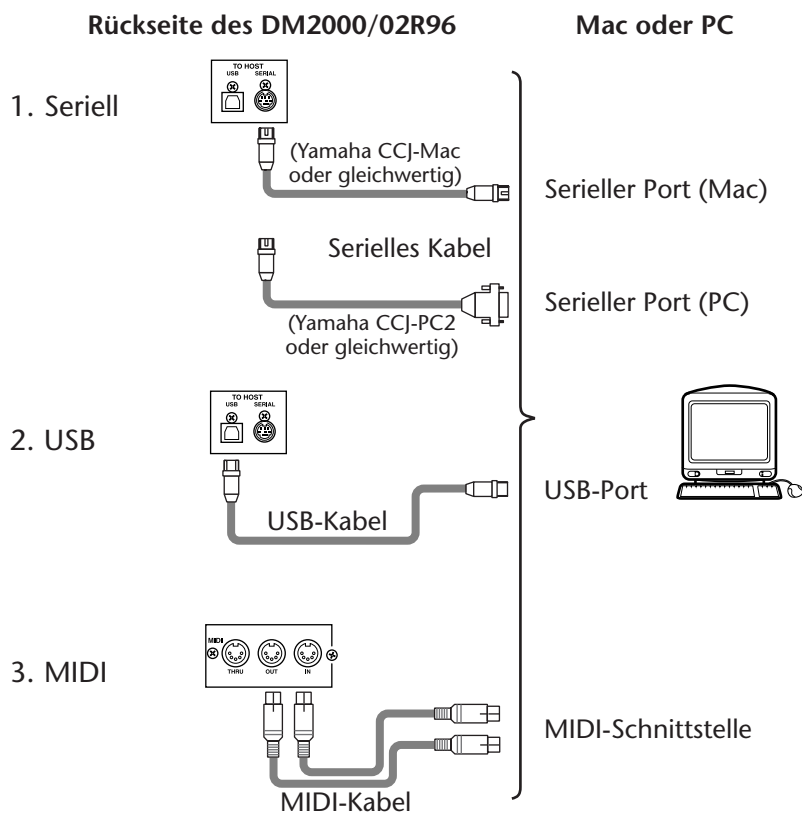 Rückseite des DM2000/02R96
Mac oder PC
1. Seriell
TO HOST
USB SERIAL
(Yamaha CCJ-Mac
oder gleichwertig)
Serieller Port (Mac)
Serielles Kabel
(Yamaha CCJ-PC2
oder gleichwertig)
Serieller Port (PC)
2. USB
TO HOST
USB SERIAL
USB-Kabel
USB-Port
3. MIDI
MIDI
THRU OUT IN
MIDI-Kabel
MIDI-Schnittstelle